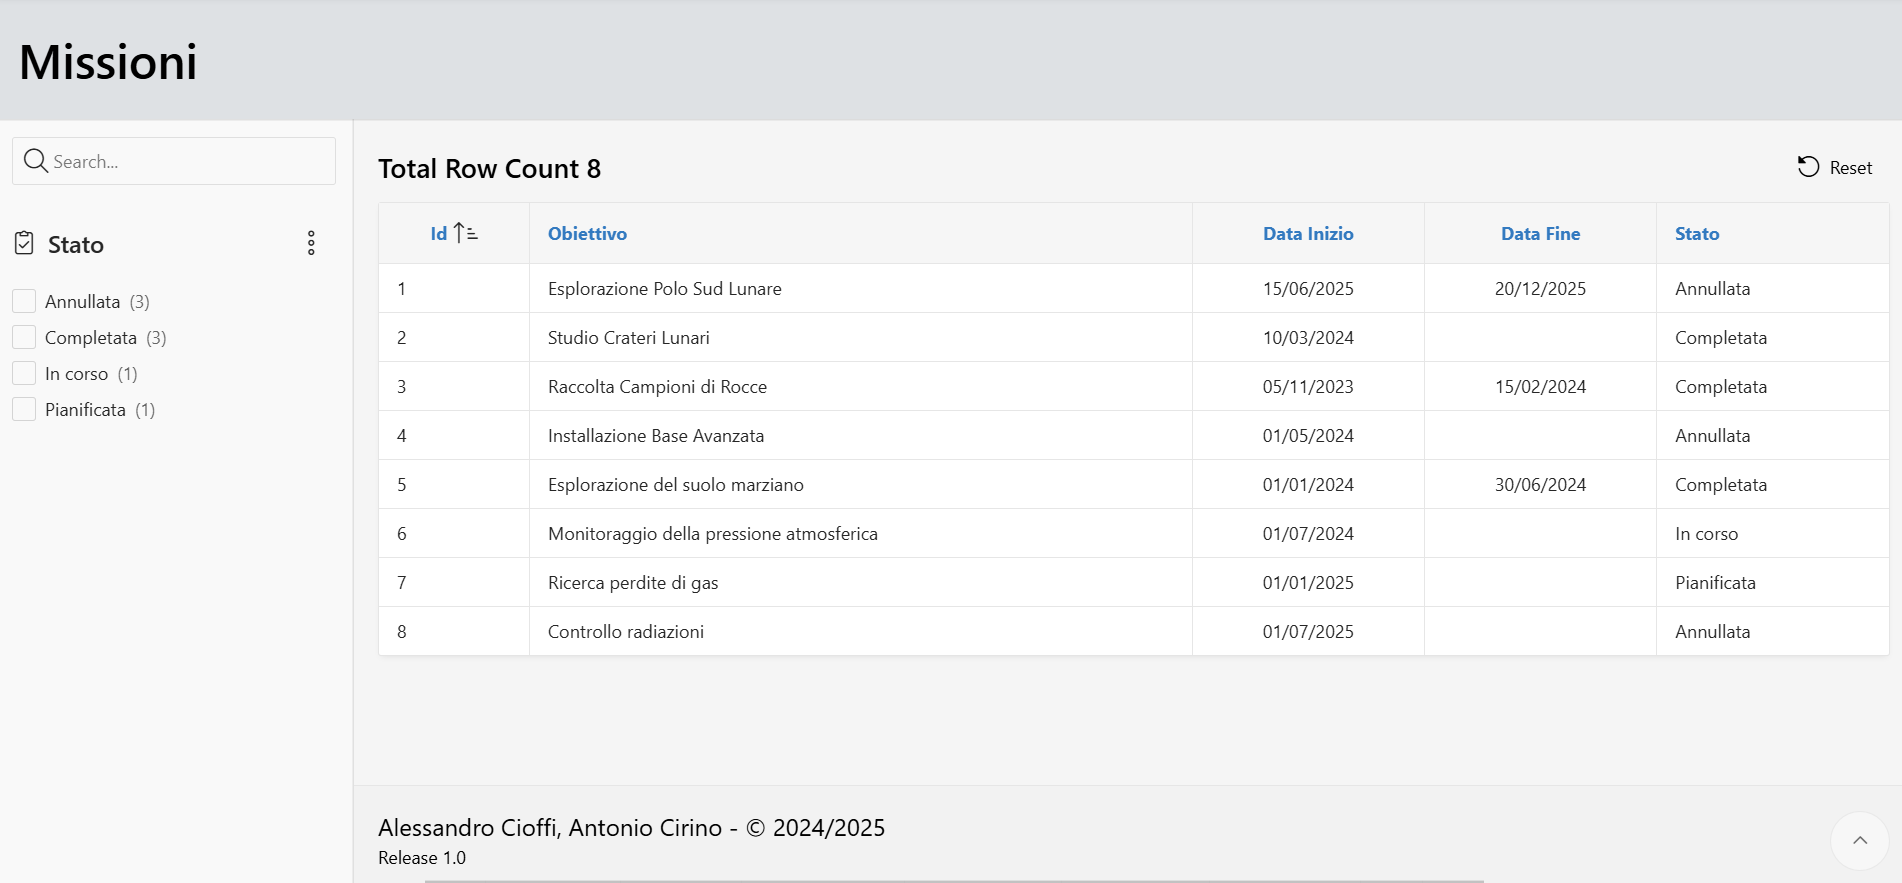 Missioni
Search...
Stato
Annullata (3)
Completata (3)
In corso (1)
Pianificata (1)
Total Row Count 8
Reset
Id Obiettivo Data Inizio Data Fine Stato
1 Esplorazione Polo Sud Lunare 15/06/2025 20/12/2025 Annullata
2 Studio Crateri Lunari 10/03/2024 Completata
3 Raccolta Campioni di Rocce 05/11/2023 15/02/2024 Completata
4 Installazione Base Avanzata 01/05/2024 Annullata
5 Esplorazione del suolo marziano 01/01/2024 30/06/2024 Completata
6 Monitoraggio della pressione atmosferica 01/07/2024 In corso
7 Ricerca perdite di gas 01/01/2025 Pianificata
8 Controllo radiazioni 01/07/2025 Annullata
Alessandro Cioffi, Antonio Cirino - © 2024/2025
Release 1.0